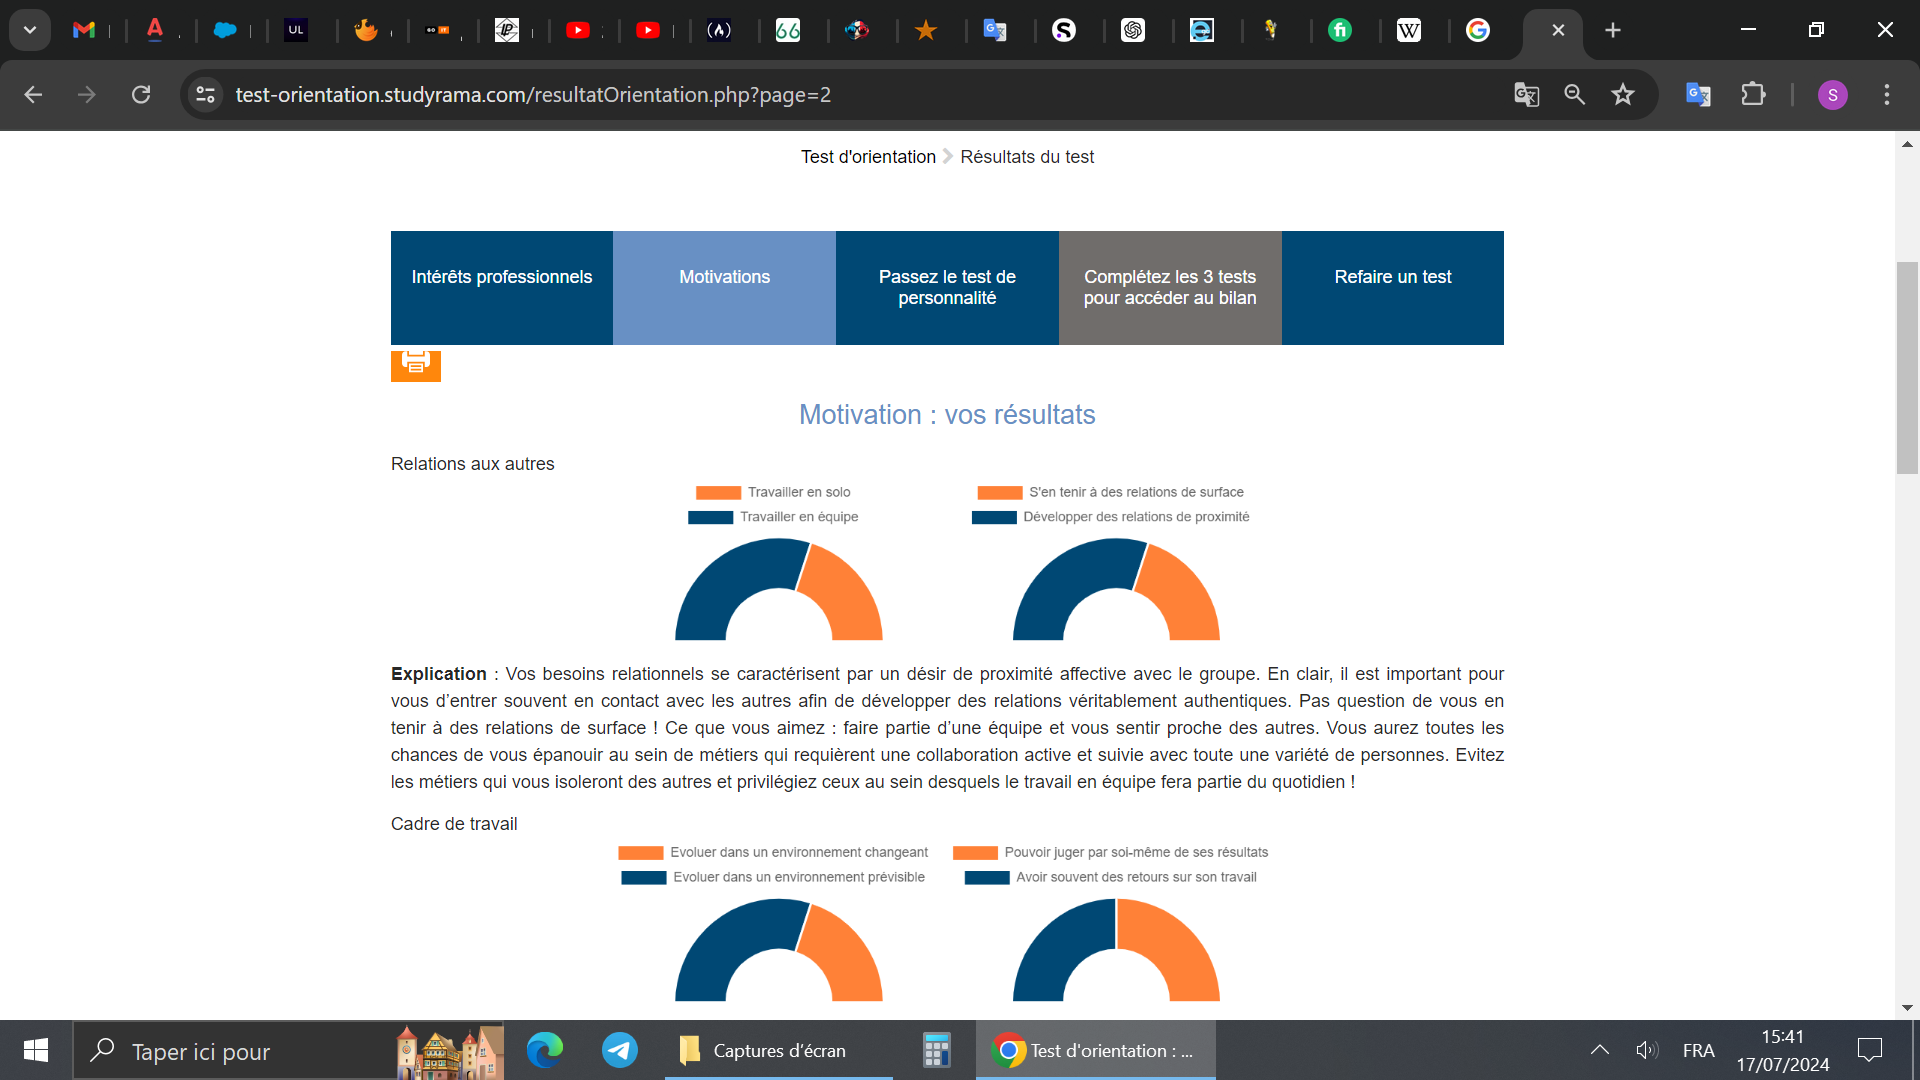 UL
GO IT
66
test-orientation.studyrama.com/resultatOrientation.php?page=2
S
Test d'orientation Résultats du test
Intérêts professionnels
Motivations
Passez le test de
personnalité
Complétez les 3 tests
pour accéder au bilan
Refaire un test
Motivation : vos résultats
Relations aux autres
Travailler en solo
Travailler en équipe
S'en tenir à des relations de surface
Développer des relations de proximité
Explication : Vos besoins relationnels se caractérisent par un désir de proximité affective avec le groupe. En clair, il est important pour
vous d’entrer souvent en contact avec les autres afin de développer des relations véritablement authentiques. Pas question de vous en
tenir à des relations de surface ! Ce que vous aimez : faire partie d’une équipe et vous sentir proche des autres. Vous aurez toutes les
chances de vous épanouir au sein de métiers qui requièrent une collaboration active et suivie avec toute une variété de personnes. Evitez
les métiers qui vous isoleront des autres et privilégiez ceux au sein desquels le travail en équipe fera partie du quotidien !
Cadre de travail
Evoluer dans un environnement changeant
Evoluer dans un environnement prévisible
Pouvoir juger par soi-même de ses résultats
Avoir souvent des retours sur son travail
Taper ici pour
Captures d’écran
Test d'orientation : ...
FRA
15:41
17/07/2024